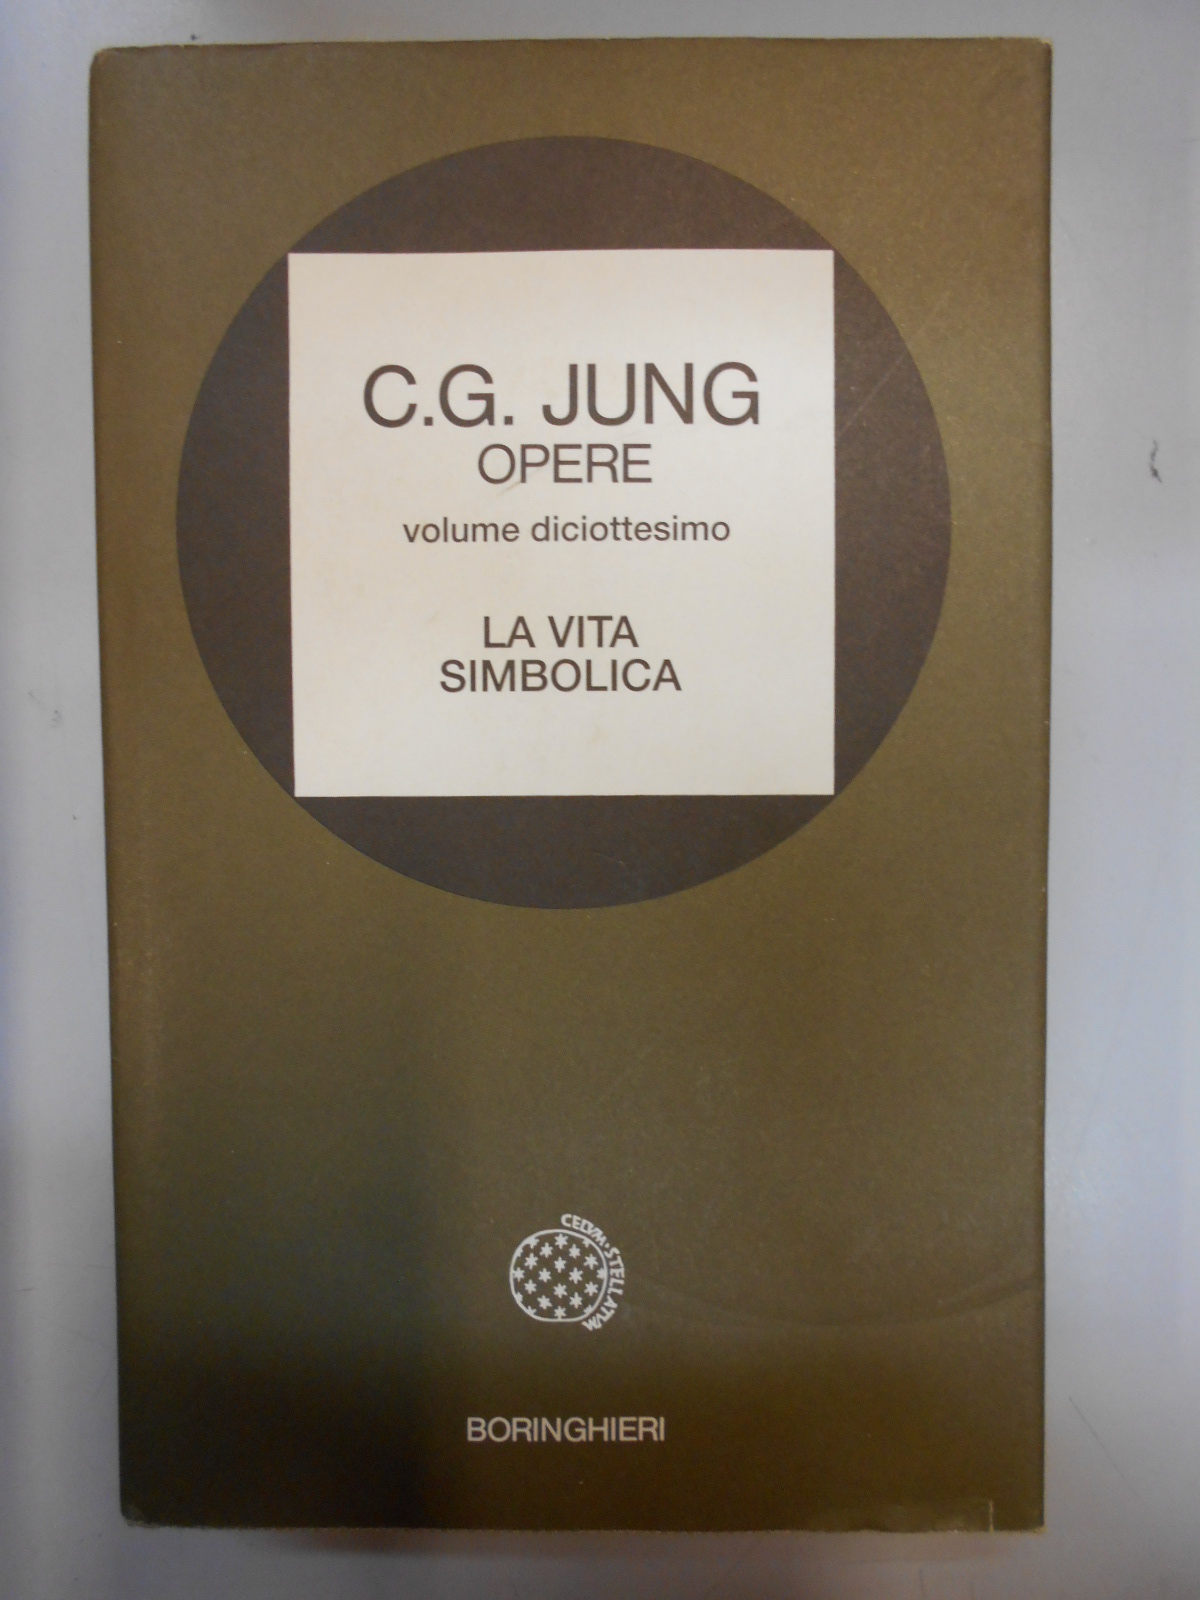 C.G. JUNG
OPERE
volume diciottesimo
LA VITA
SIMBOLICA
CELVM · STELLATVM
BORINGHIERI